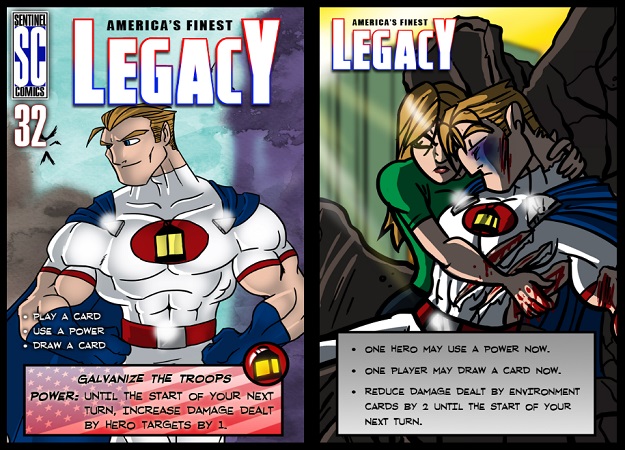 SENTINEL
SC
COMICS
32
AMERICA'S FINEST
LEGACY
• PLAY A CARD
• USE A POWER
• DRAW A CARD
GALVANIZE THE TROOPS
POWER: UNTIL THE START OF YOUR NEXT
TURN, INCREASE DAMAGE DEALT
BY HERO TARGETS BY 1.
AMERICA'S FINEST
LEGACY
• ONE HERO MAY USE A POWER NOW.
• ONE PLAYER MAY DRAW A CARD NOW.
• REDUCE DAMAGE DEALT BY ENVIRONMENT
CARDS BY 2 UNTIL THE START OF YOUR
NEXT TURN.